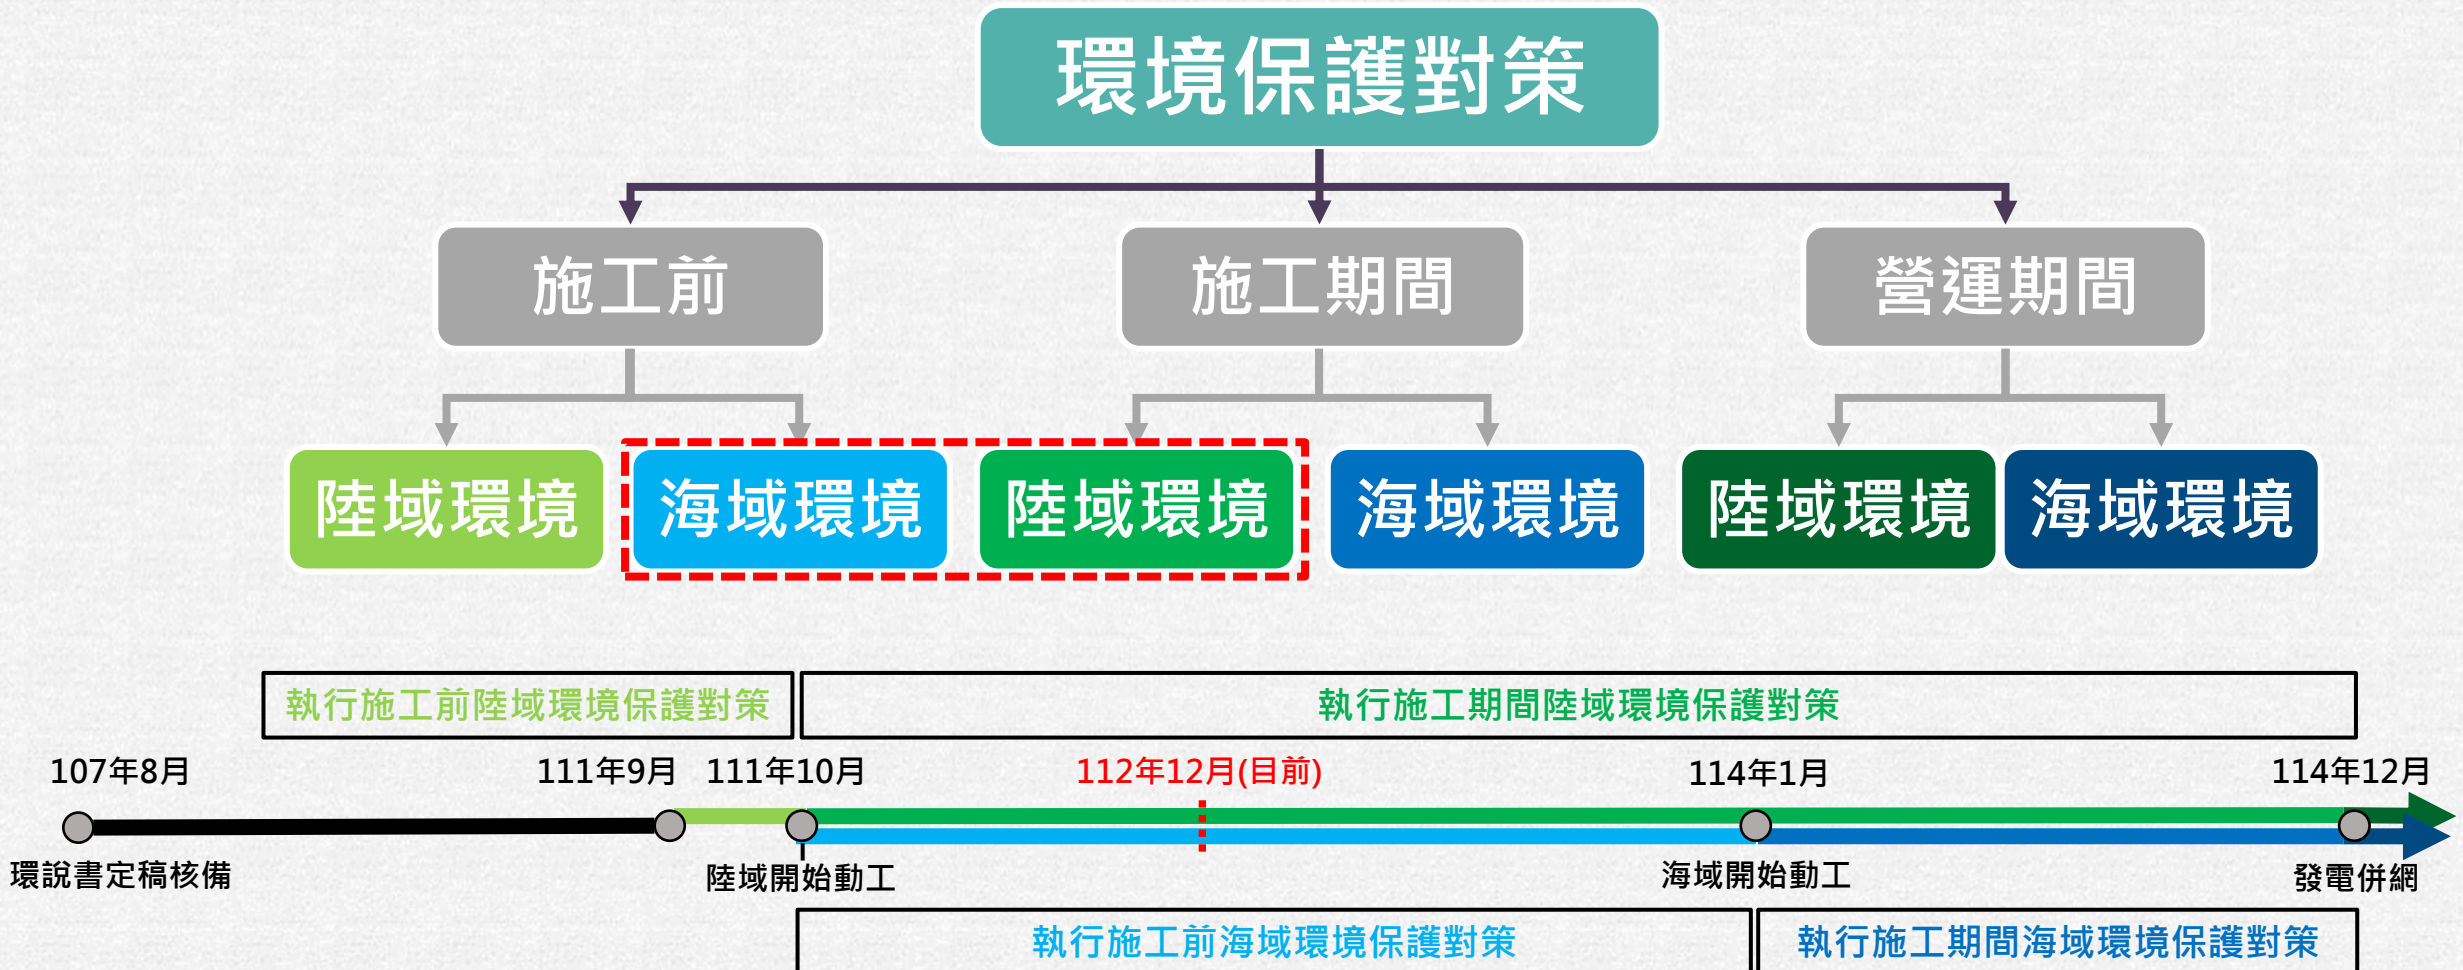 環境保護對策
施工前
施工期間
營運期間
陸域環境
海域環境
陸域環境
海域環境
陸域環境
海域環境
執行施工前陸域環境保護對策
執行施工期間陸域環境保護對策
107年8月
111年9月
111年10月
112年12月(目前)
114年1月
114年12月
環說書定稿核備
陸域開始動工
海域開始動工
發電併網
執行施工前海域環境保護對策
執行施工期間海域環境保護對策